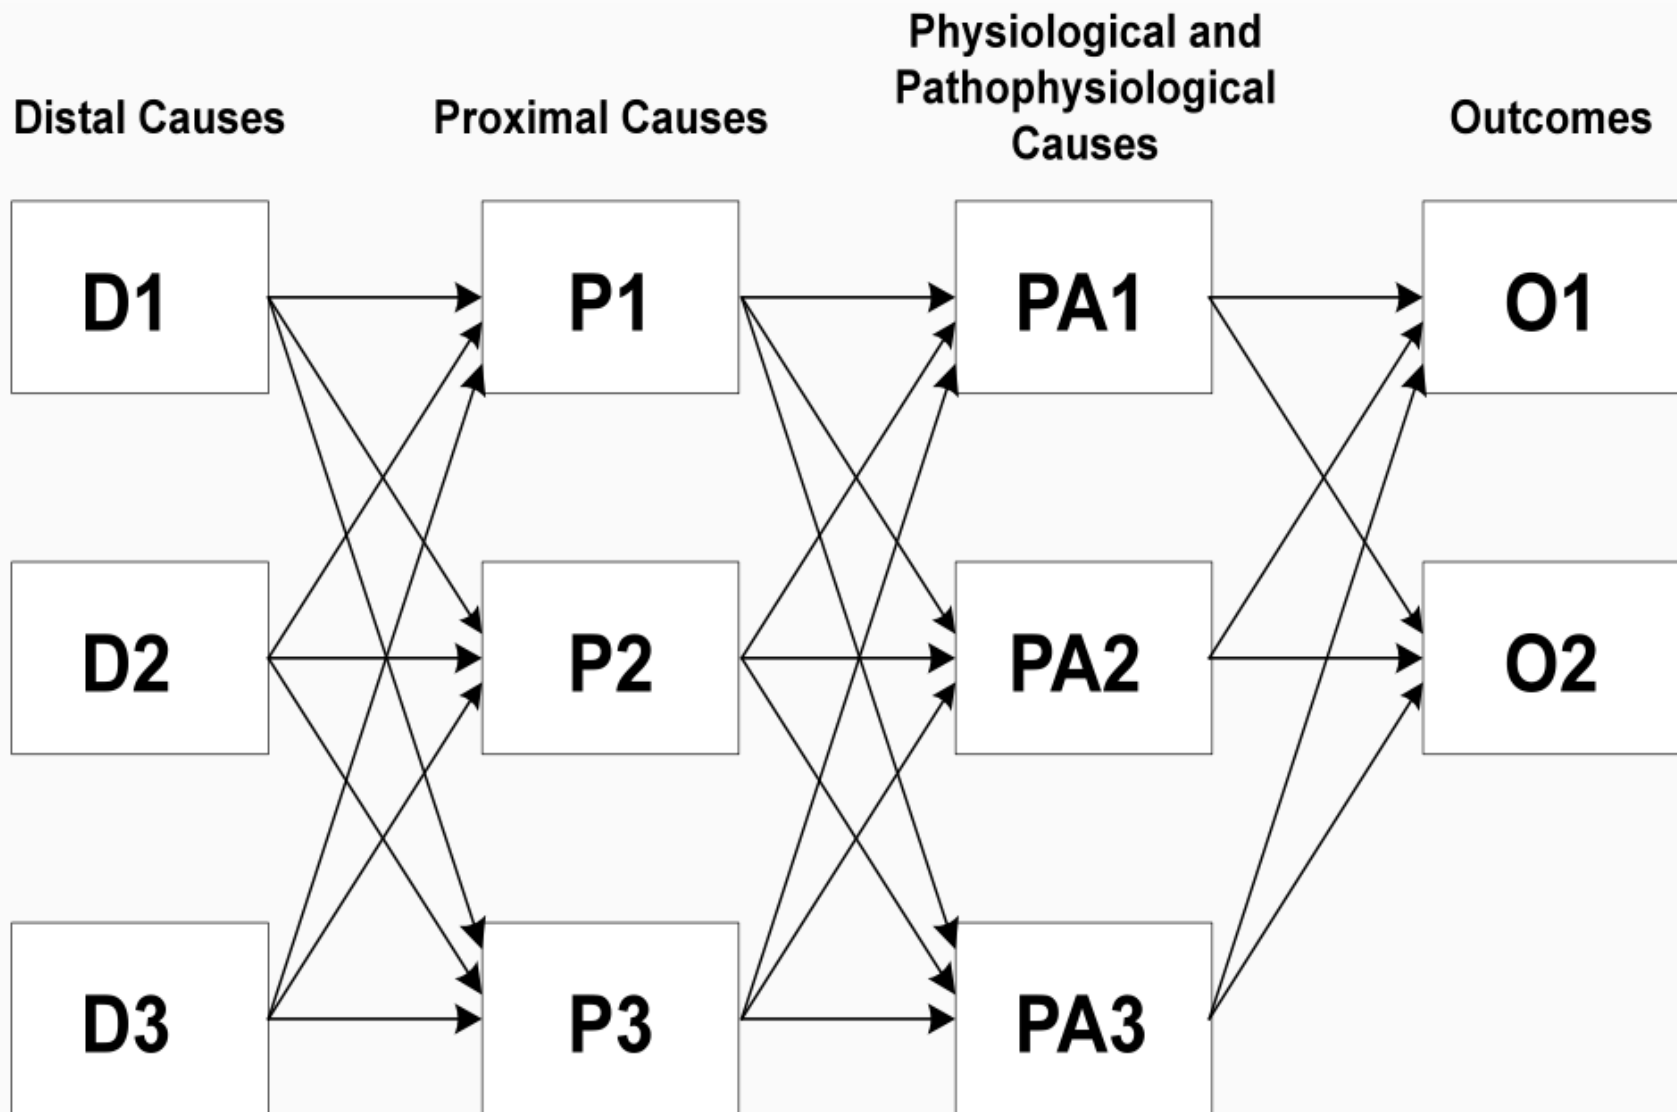 Distal Causes
Proximal Causes
Physiological and
Pathophysiological
Causes
Outcomes
D1
P1
PA1
O1
D2
P2
PA2
O2
D3
P3
PA3